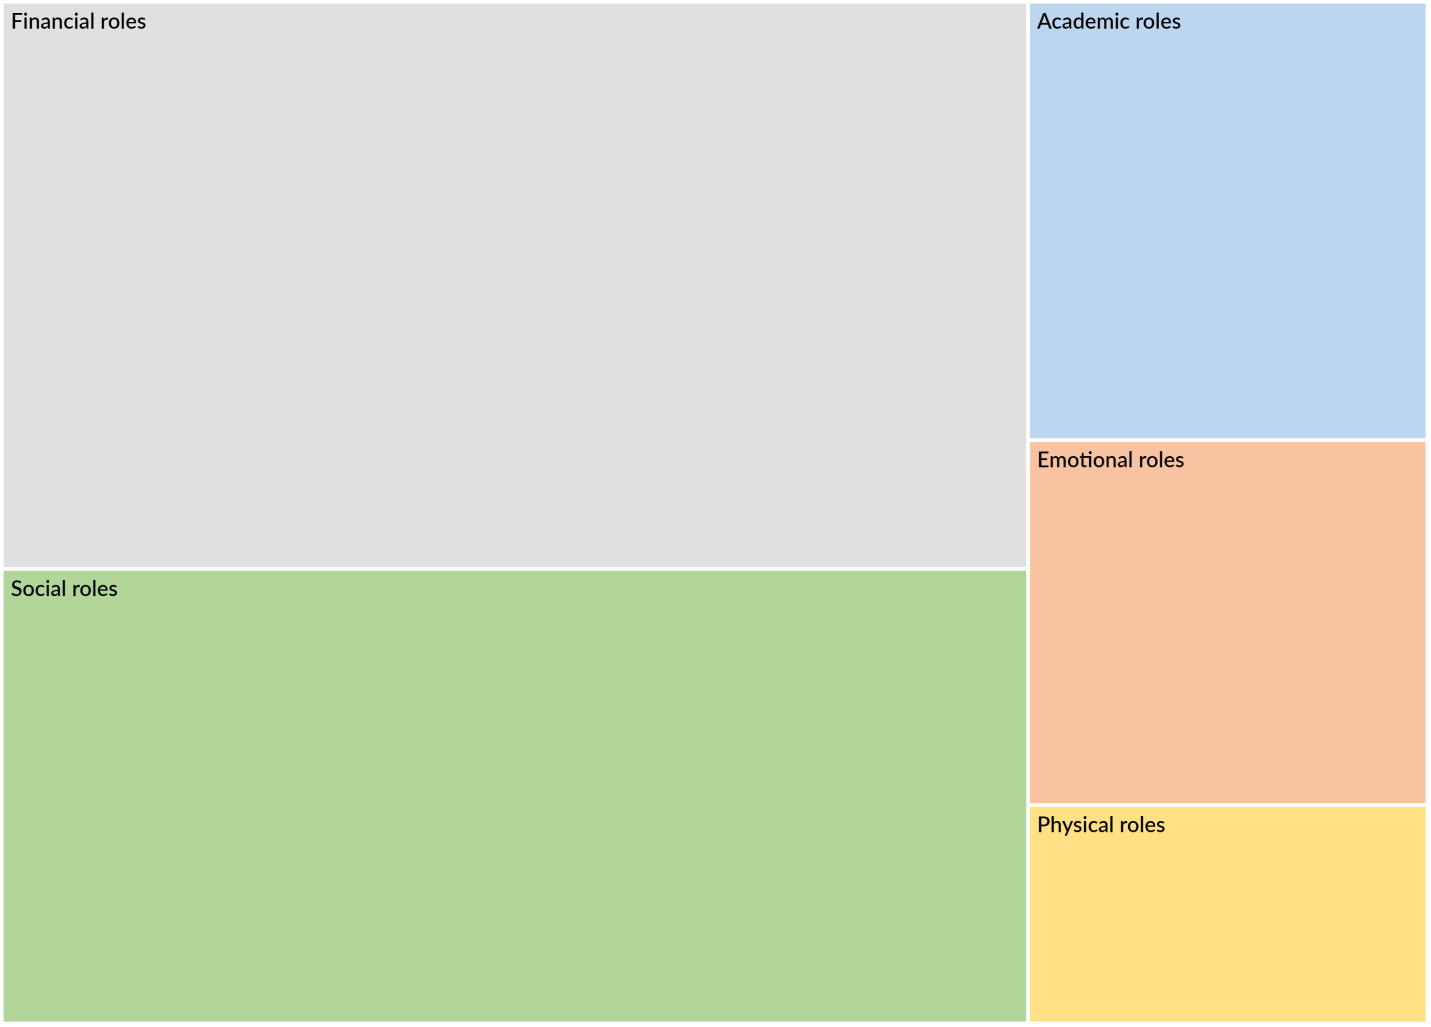 Financial roles
Academic roles
Emotional roles
Social roles
Physical roles